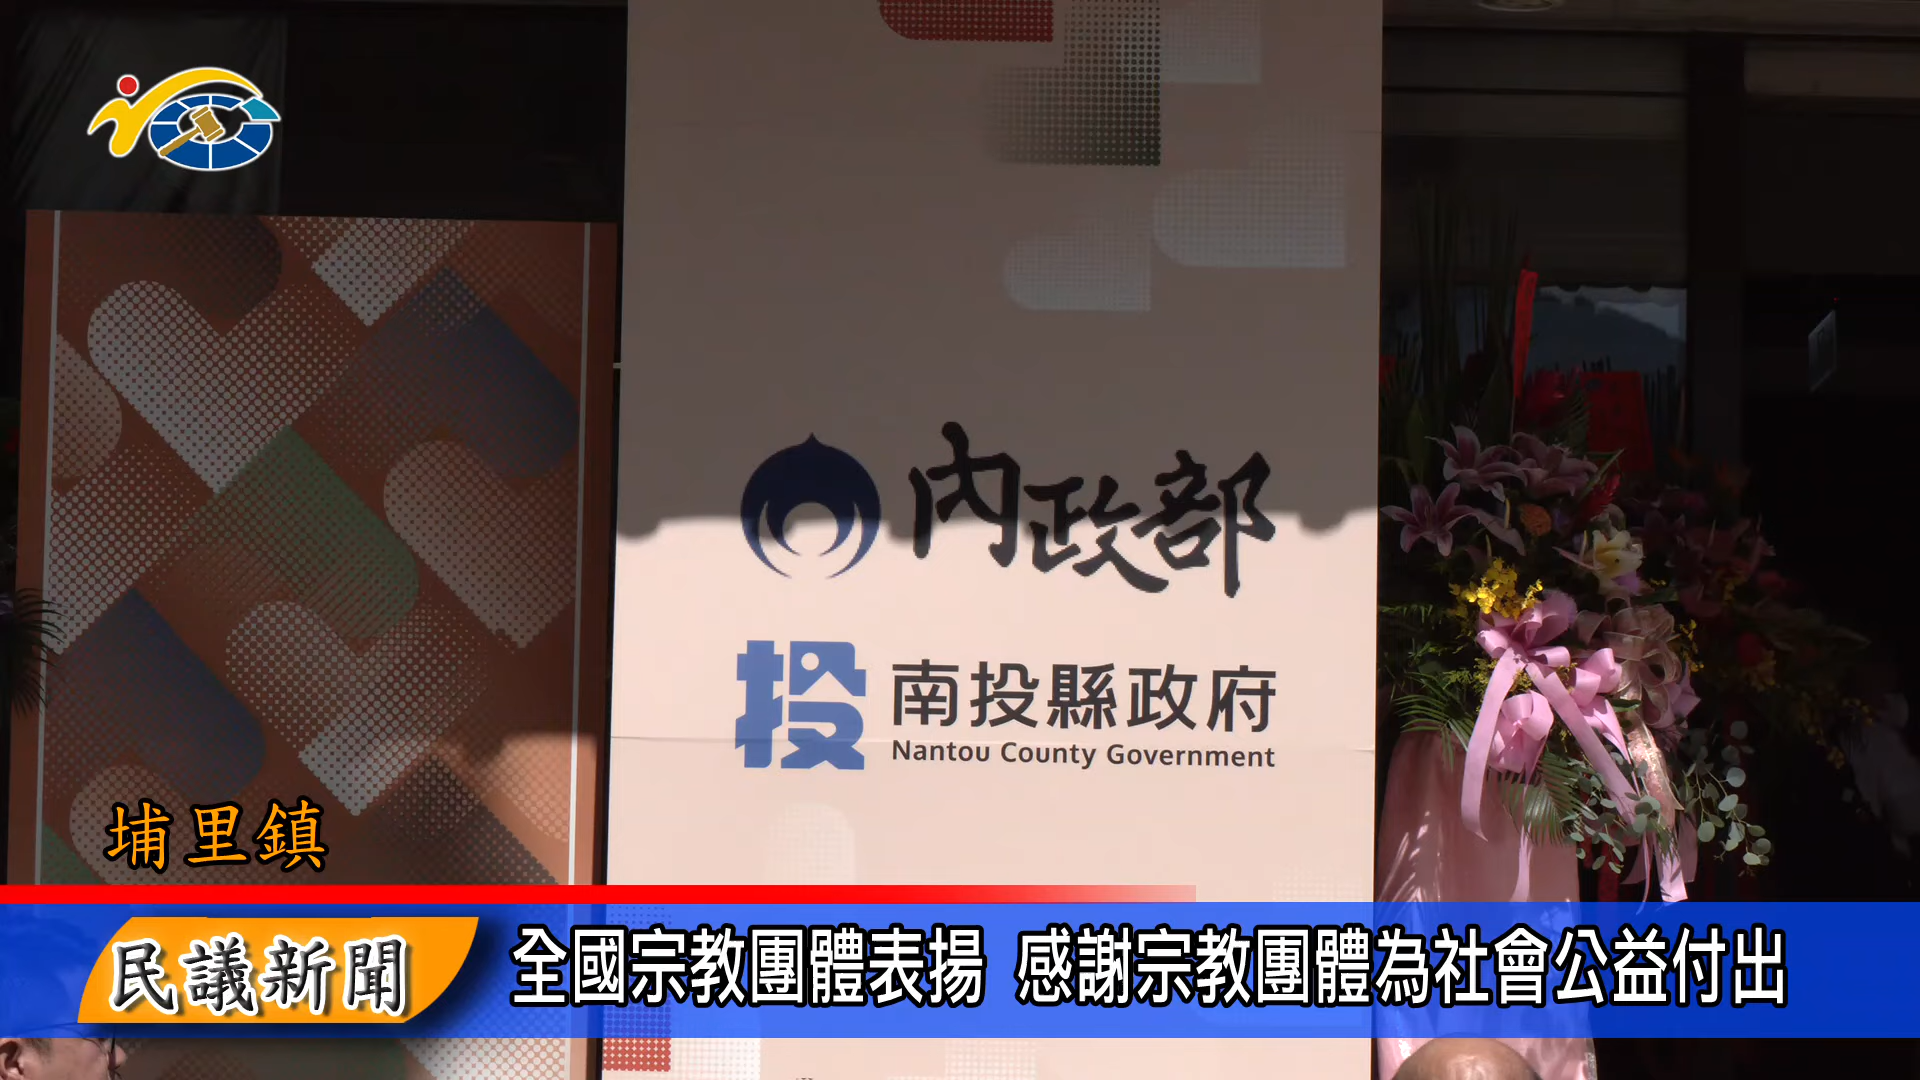 內政部
投 南投縣政府
Nantou County Government
埔里鎮
民議新聞
全國宗教團體表揚 感謝宗教團體為社會公益付出